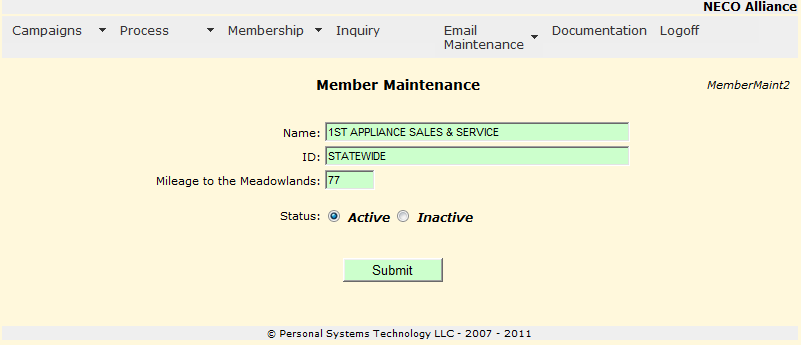 NECO Alliance
Campaigns Process Membership Inquiry Email Maintenance Documentation Logoff
Member Maintenance MemberMaint2
Name: 1ST APPLIANCE SALES & SERVICE
ID: STATEWIDE
Mileage to the Meadowlands: 77
Status: Active Inactive
Submit
© Personal Systems Technology LLC - 2007 - 2011